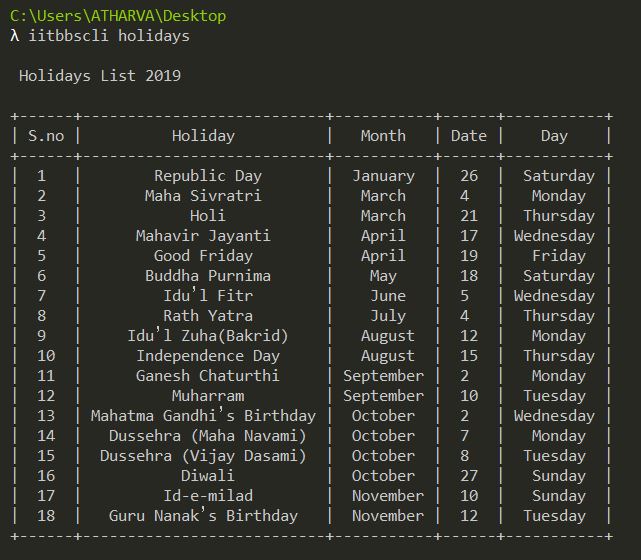 C:\Users\ATHARVA\Desktop
λ iitbbscli holidays
Holidays List 2019
+------+---------------------------+-----------+------+-----------+
| S.no | Holiday | Month | Date | Day |
+------+---------------------------+-----------+------+-----------+
| 1 | Republic Day | January | 26 | Saturday |
| 2 | Maha Sivratri | March | 4 | Monday |
| 3 | Holi | March | 21 | Thursday |
| 4 | Mahavir Jayanti | April | 17 | Wednesday |
| 5 | Good Friday | April | 19 | Friday |
| 6 | Buddha Purnima | May | 18 | Saturday |
| 7 | Idu’l Fitr | June | 5 | Wednesday |
| 8 | Rath Yatra | July | 4 | Thursday |
| 9 | Idu’l Zuha(Bakrid) | August | 12 | Monday |
| 10 | Independence Day | August | 15 | Thursday |
| 11 | Ganesh Chaturthi | September | 2 | Monday |
| 12 | Muharram | September | 10 | Tuesday |
| 13 | Mahatma Gandhi’s Birthday | October | 2 | Wednesday |
| 14 | Dussehra (Maha Navami) | October | 7 | Monday |
| 15 | Dussehra (Vijay Dasami) | October | 8 | Tuesday |
| 16 | Diwali | October | 27 | Sunday |
| 17 | Id-e-milad | November | 10 | Sunday |
| 18 | Guru Nanak’s Birthday | November | 12 | Tuesday |
+------+---------------------------+-----------+------+-----------+